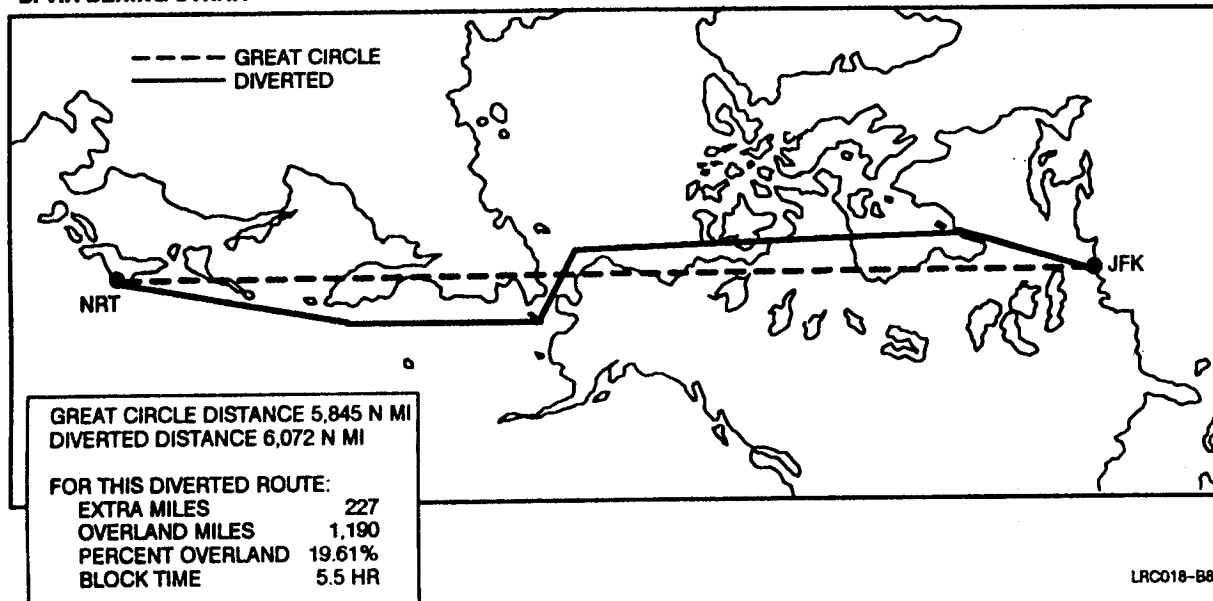 GREAT CIRCLE
DIVERTED
NRT
JFK
GREAT CIRCLE DISTANCE 5,845 N MI
DIVERTED DISTANCE 6,072 N MI
FOR THIS DIVERTED ROUTE:
EXTRA MILES 227
OVERLAND MILES 1,190
PERCENT OVERLAND 19.61%
BLOCK TIME 5.5 HR
LRC018-B8